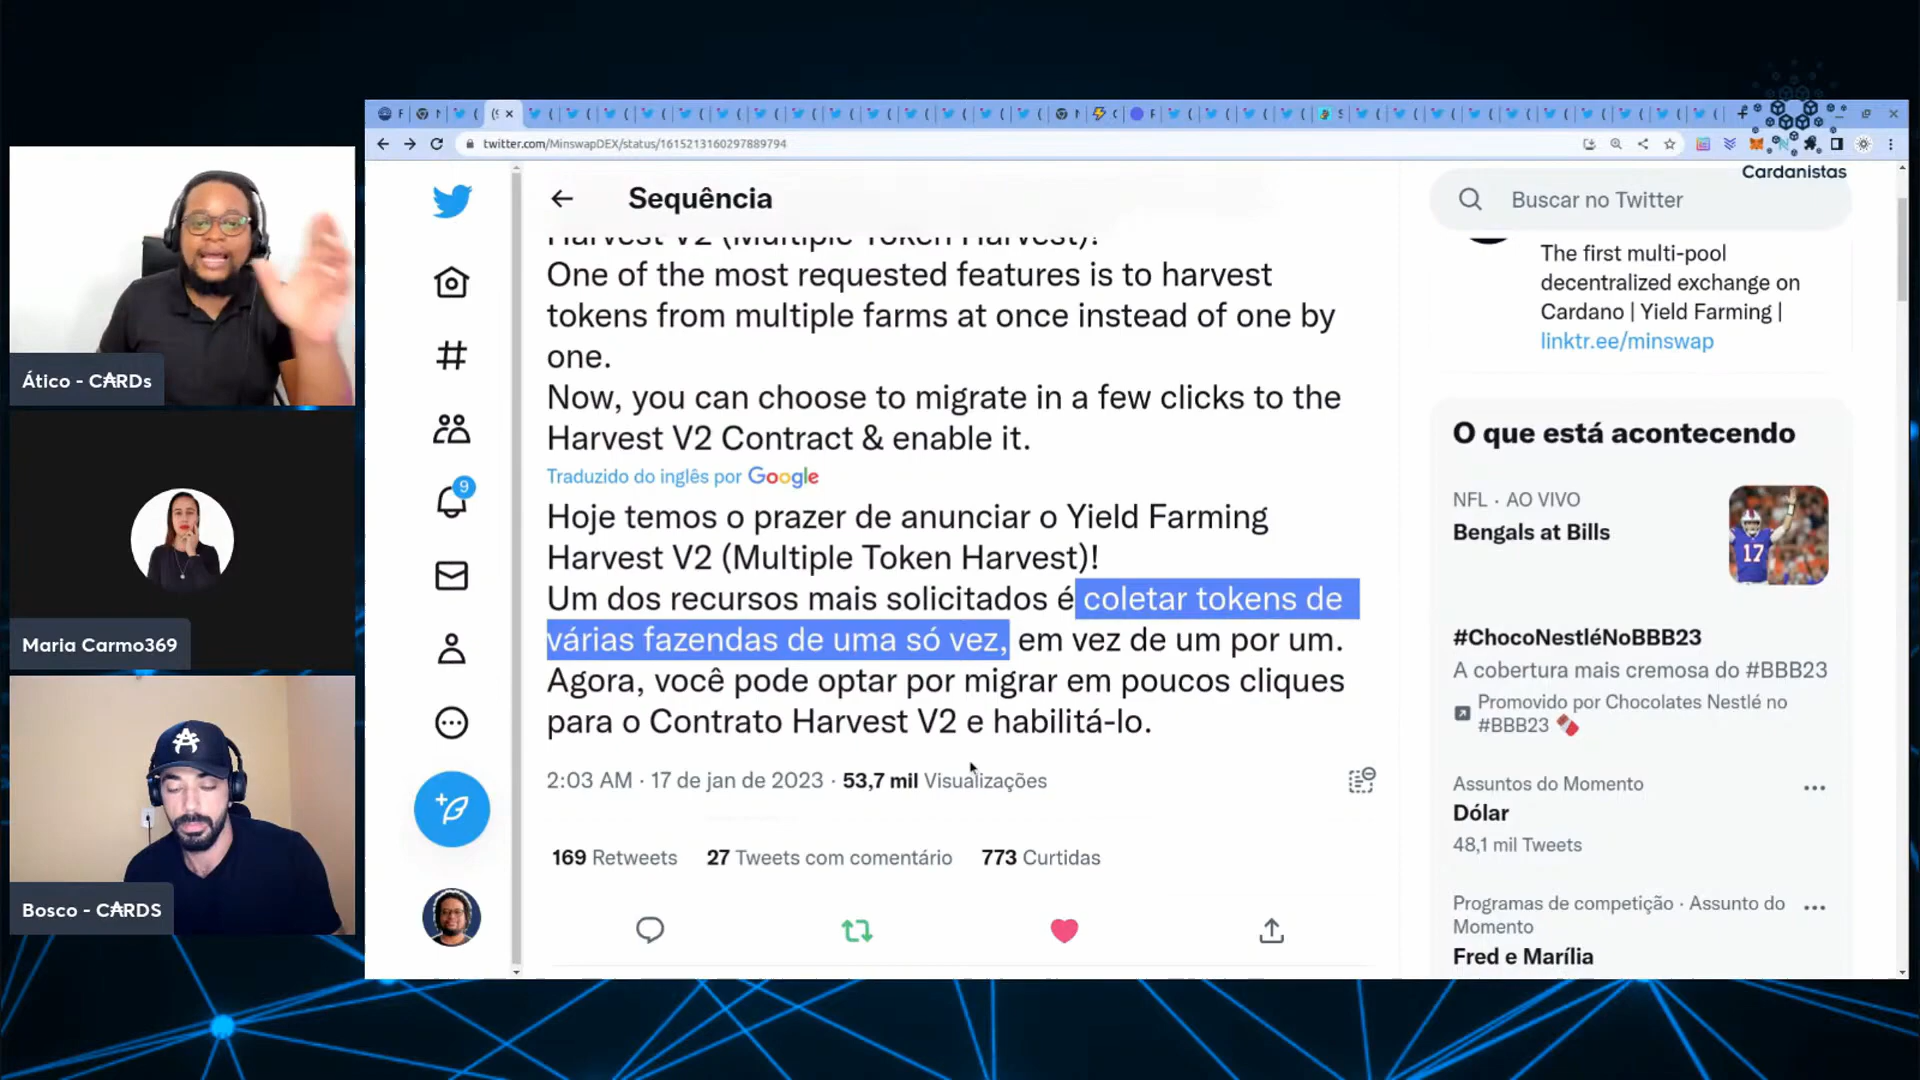 twitter.com/MinswapDEX/status/1615213160297889794
Cardanistas
Ático - C₳RDs
Maria Carmo369
Bosco - C₳RDS
9
Sequência
Harvest V2 (Multiple Token Harvest)!
One of the most requested features is to harvest
tokens from multiple farms at once instead of one by
one.
Now, you can choose to migrate in a few clicks to the
Harvest V2 Contract & enable it.
Traduzido do inglês por Google
Hoje temos o prazer de anunciar o Yield Farming
Harvest V2 (Multiple Token Harvest)!
Um dos recursos mais solicitados é coletar tokens de
várias fazendas de uma só vez, em vez de um por um.
Agora, você pode optar por migrar em poucos cliques
para o Contrato Harvest V2 e habilitá-lo.
2:03 AM · 17 de jan de 2023 · 53,7 mil Visualizações
169 Retweets 27 Tweets com comentário 773 Curtidas
Buscar no Twitter
The first multi-pool
decentralized exchange on
Cardano | Yield Farming |
linktr.ee/minswap
O que está acontecendo
NFL · AO VIVO
Bengals at Bills
17
#ChocoNestléNoBBB23
A cobertura mais cremosa do #BBB23
Promovido por Chocolates Nestlé no
#BBB23
Assuntos do Momento
Dólar
48,1 mil Tweets
Programas de competição · Assunto do
Momento
Fred e Marília